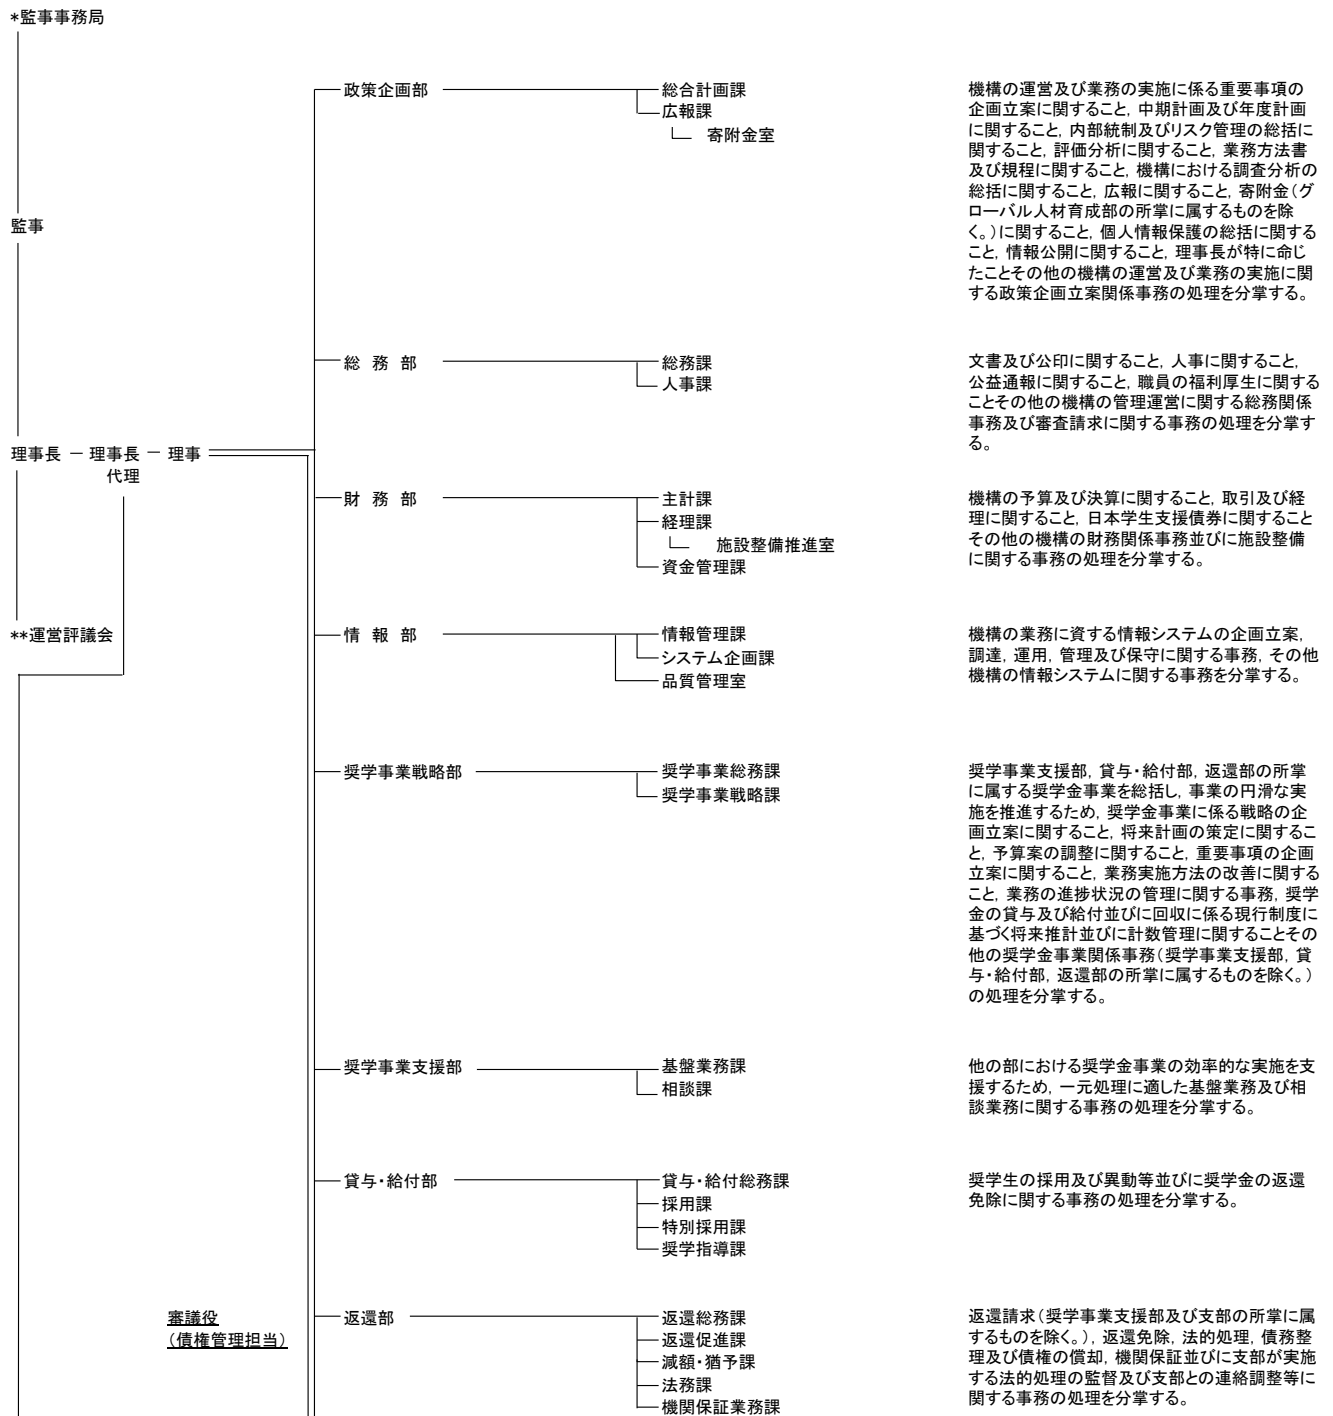 *監事事務局
政策企画部
総合計画課
広報課
寄附金室
機構の運営及び業務の実施に係る重要事項の
企画立案に関すること，中期計画及び年度計画
に関すること，内部統制及びリスク管理の総括に
関すること，評価分析に関すること，業務方法書
及び規程に関すること，機構における調査分析の
総括に関すること，広報に関すること，寄附金（グ
ローバル人材育成部の所掌に属するものを除
く。）に関すること，個人情報保護の総括に関する
こと，情報公開に関すること，理事長が特に命じ
たことその他の機構の運営及び業務の実施に関
する政策企画立案関係事務の処理を分掌する。
監事
総 務 部
総務課
人事課
文書及び公印に関すること，人事に関すること，
公益通報に関すること，職員の福利厚生に関する
ことその他の機構の管理運営に関する総務関係
事務及び審査請求に関する事務の処理を分掌す
る。
理事長 － 理事長 － 理事
代理
財 務 部
主計課
経理課
施設整備推進室
資金管理課
機構の予算及び決算に関すること，取引及び経
理に関すること，日本学生支援債券に関すること
その他の機構の財務関係事務並びに施設整備
に関する事務の処理を分掌する。
**運営評議会
情 報 部
情報管理課
システム企画課
品質管理室
機構の業務に資する情報システムの企画立案，
調達，運用，管理及び保守に関する事務，その他
機構の情報システムに関する事務を分掌する。
奨学事業戦略部
奨学事業総務課
奨学事業戦略課
奨学事業支援部，貸与・給付部，返還部の所掌
に属する奨学金事業を総括し，事業の円滑な実
施を推進するため，奨学金事業に係る戦略の企
画立案に関すること，将来計画の策定に関するこ
と，予算案の調整に関すること，重要事項の企画
立案に関すること，業務実施方法の改善に関する
こと，業務の進捗状況の管理に関する事務，奨学
金の貸与及び給付並びに回収に係る現行制度に
基づく将来推計並びに計数管理に関することその
他の奨学金事業関係事務（奨学事業支援部，貸
与・給付部，返還部の所掌に属するものを除く。）
の処理を分掌する。
奨学事業支援部
基盤業務課
相談課
他の部における奨学金事業の効率的な実施を支
援するため，一元処理に適した基盤業務及び相
談業務に関する事務の処理を分掌する。
貸与・給付部
貸与・給付総務課
採用課
特別採用課
奨学指導課
奨学生の採用及び異動等並びに奨学金の返還
免除に関する事務の処理を分掌する。
審議役
（債権管理担当）
返還部
返還総務課
返還促進課
減額・猶予課
法務課
機関保証業務課
返還請求（奨学事業支援部及び支部の所掌に属
するものを除く。），返還免除，法的処理，債務整
理及び債権の償却，機関保証並びに支部が実施
する法的処理の監督及び支部との連絡調整等に
関する事務の処理を分掌する。